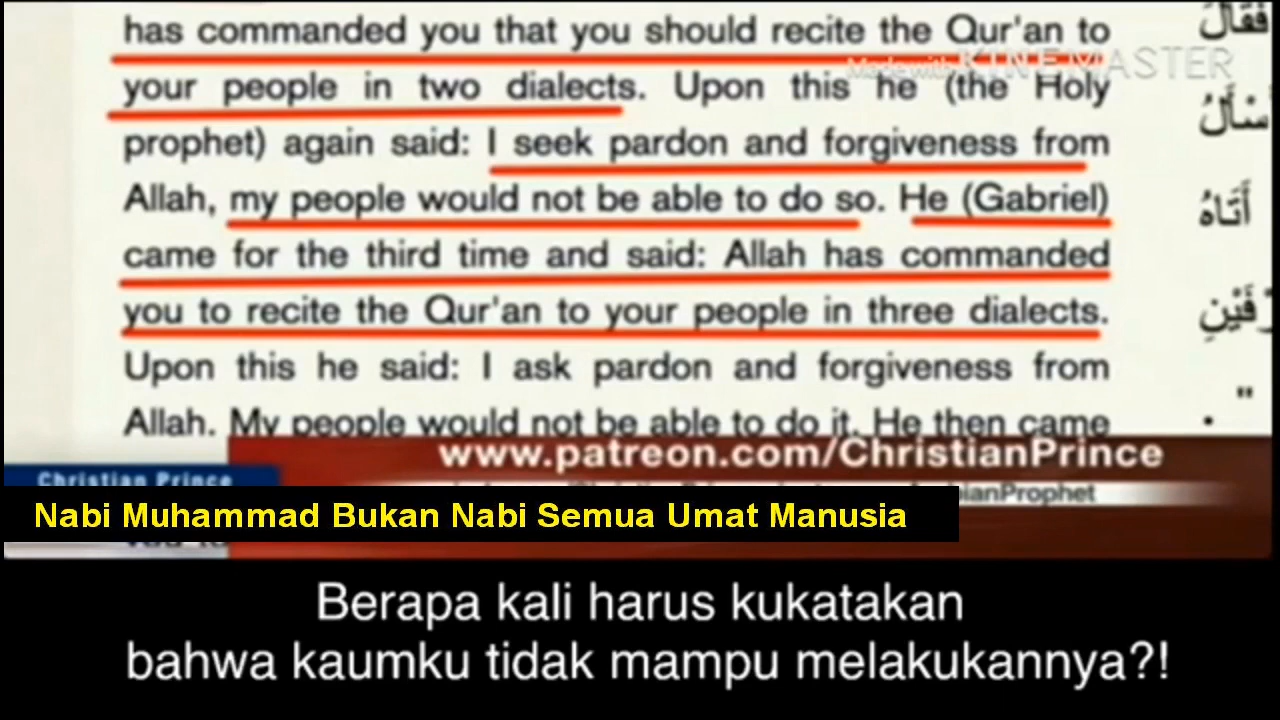 has commanded you that you should recite the Qur'an to
Made with KINEMASTER
your people in two dialects. Upon this he (the Holy
prophet) again said: I seek pardon and forgiveness from
Allah, my people would not be able to do so. He (Gabriel)
came for the third time and said: Allah has commanded
you to recite the Qur'an to your people in three dialects.
Upon this he said: I ask pardon and forgiveness from
Allah. My people would not be able to do it. He then came
فَقَالَ
أَتَاهُ
www.patreon.com/ChristianPrince
Christian Prince
Nabi Muhammad Bukan Nabi Semua Umat Manusia
Berapa kali harus kukatakan
bahwa kaumku tidak mampu melakukannya?!